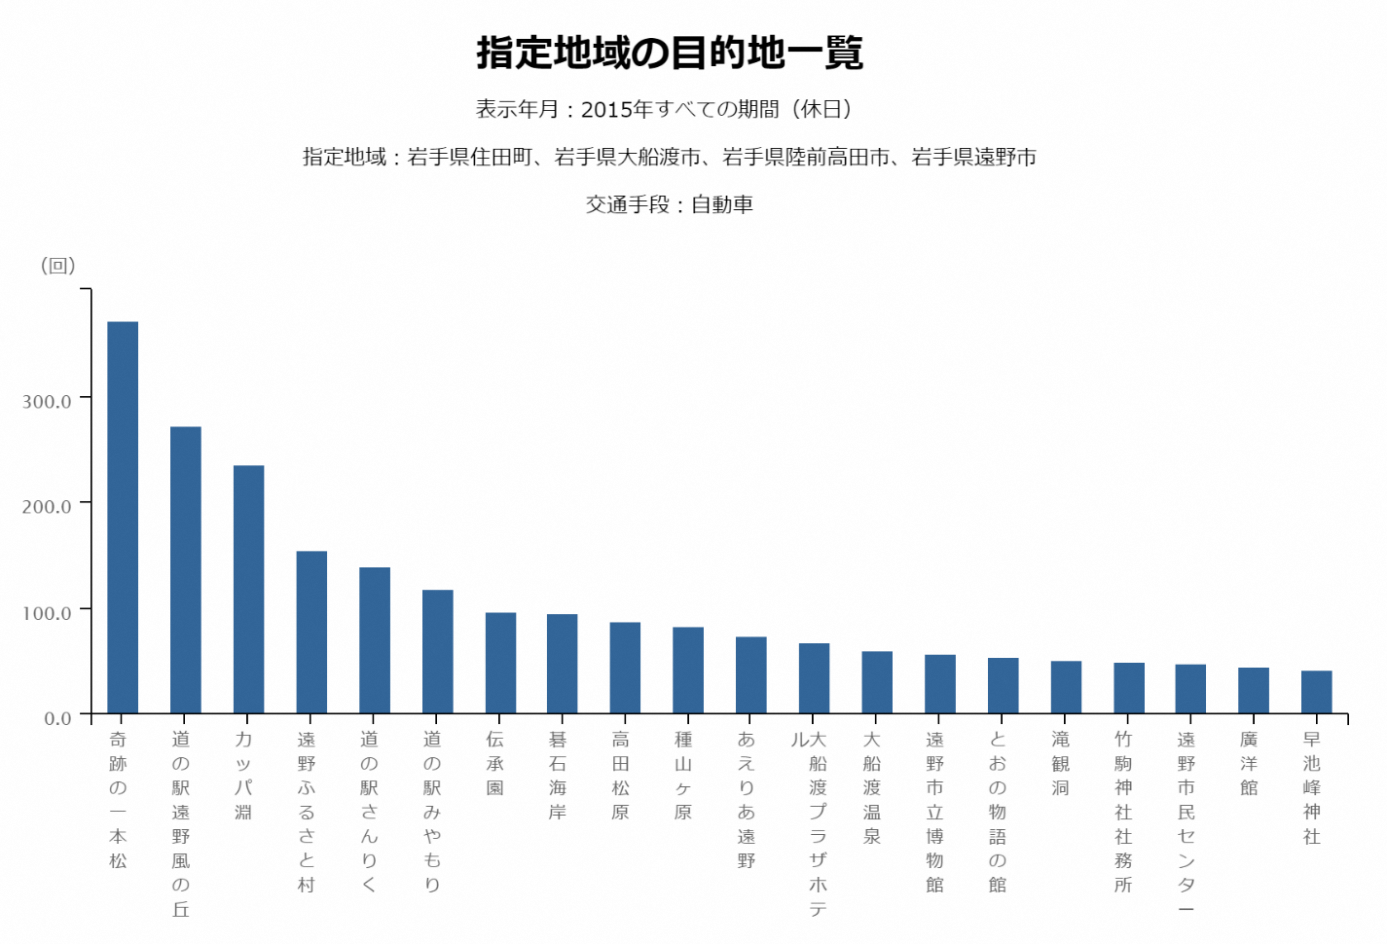 指定地域の目的地一覧
表示年月：2015年すべての期間（休日）
指定地域：岩手県住田町、岩手県大船渡市、岩手県陸前高田市、岩手県遠野市
交通手段：自動車
（回）
300.0
200.0
100.0
0.0
奇跡の一本松
道の駅遠野風の丘
カッパ淵
遠野ふるさと村
道の駅さんりく
道の駅みやもり
伝承園
碁石海岸
高田松原
種山ヶ原
あえりあ遠野
大船渡プラザホテ
ル
大船渡温泉
遠野市立博物館
とおの物語の館
滝観洞
竹駒神社社務所
遠野市民センター
廣洋館
早池峰神社